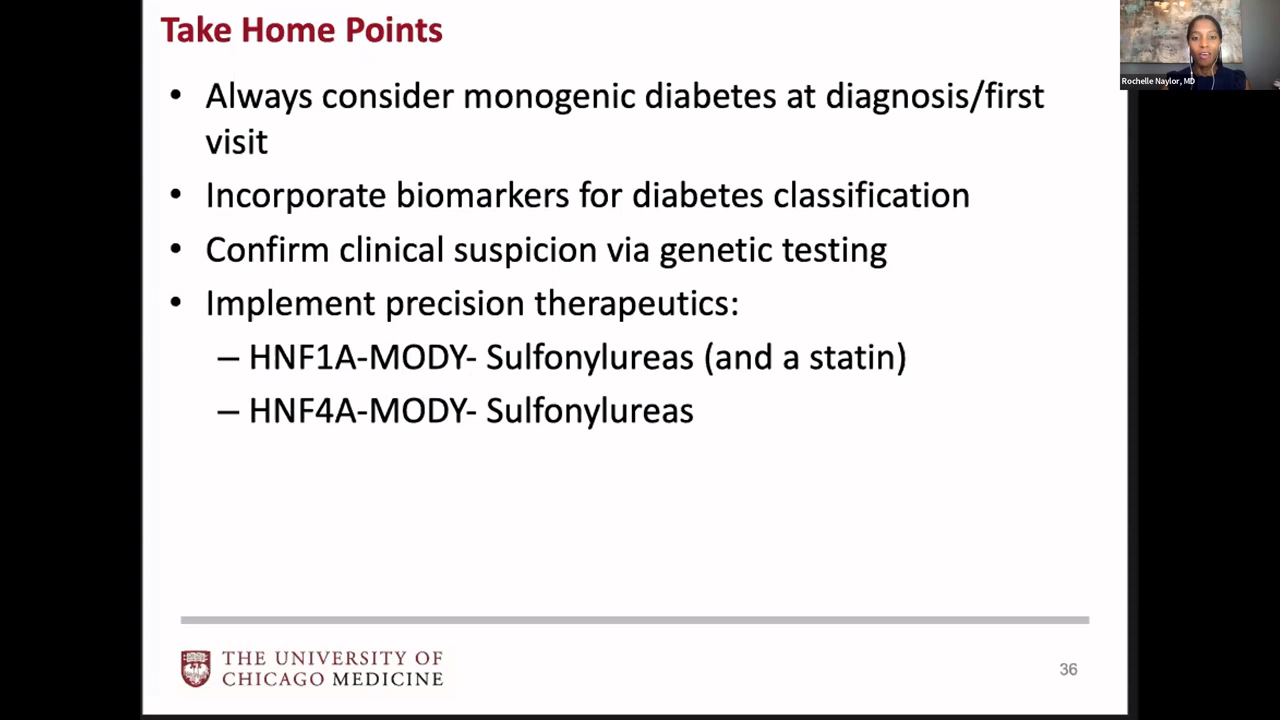 Take Home Points
Rochelle Naylor, MD
• Always consider monogenic diabetes at diagnosis/first
visit
• Incorporate biomarkers for diabetes classification
• Confirm clinical suspicion via genetic testing
• Implement precision therapeutics:
– HNF1A-MODY- Sulfonylureas (and a statin)
– HNF4A-MODY- Sulfonylureas
THE UNIVERSITY OF
CHICAGO MEDICINE
36